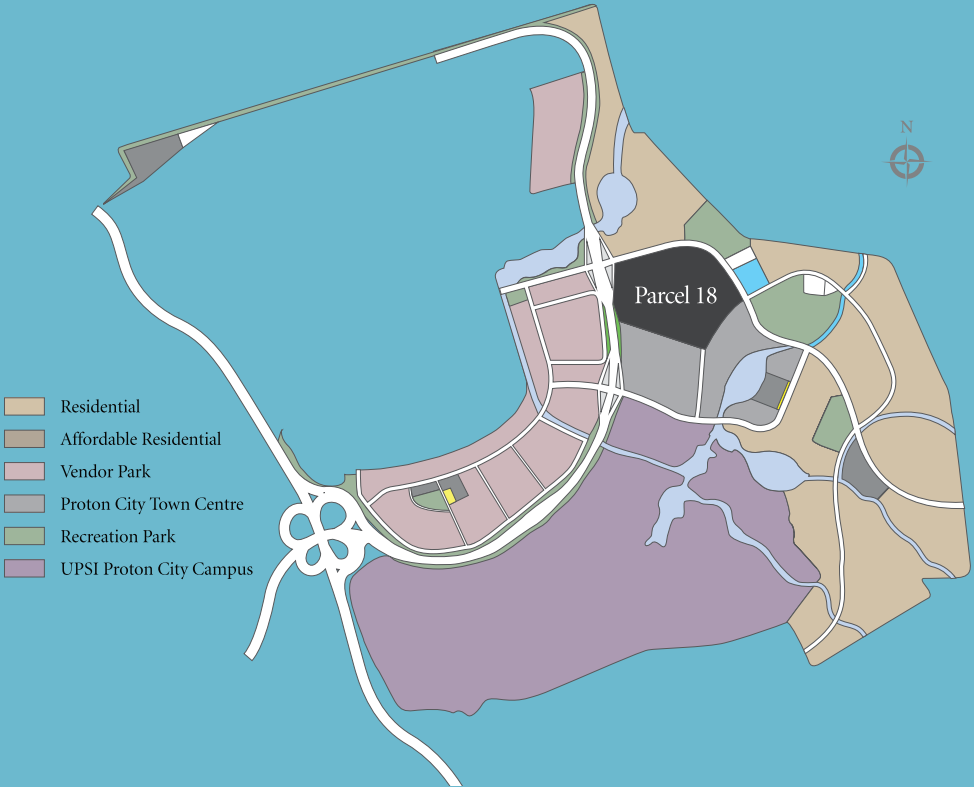 N
Parcel 18
Residential
Affordable Residential
Vendor Park
Proton City Town Centre
Recreation Park
UPSI Proton City Campus